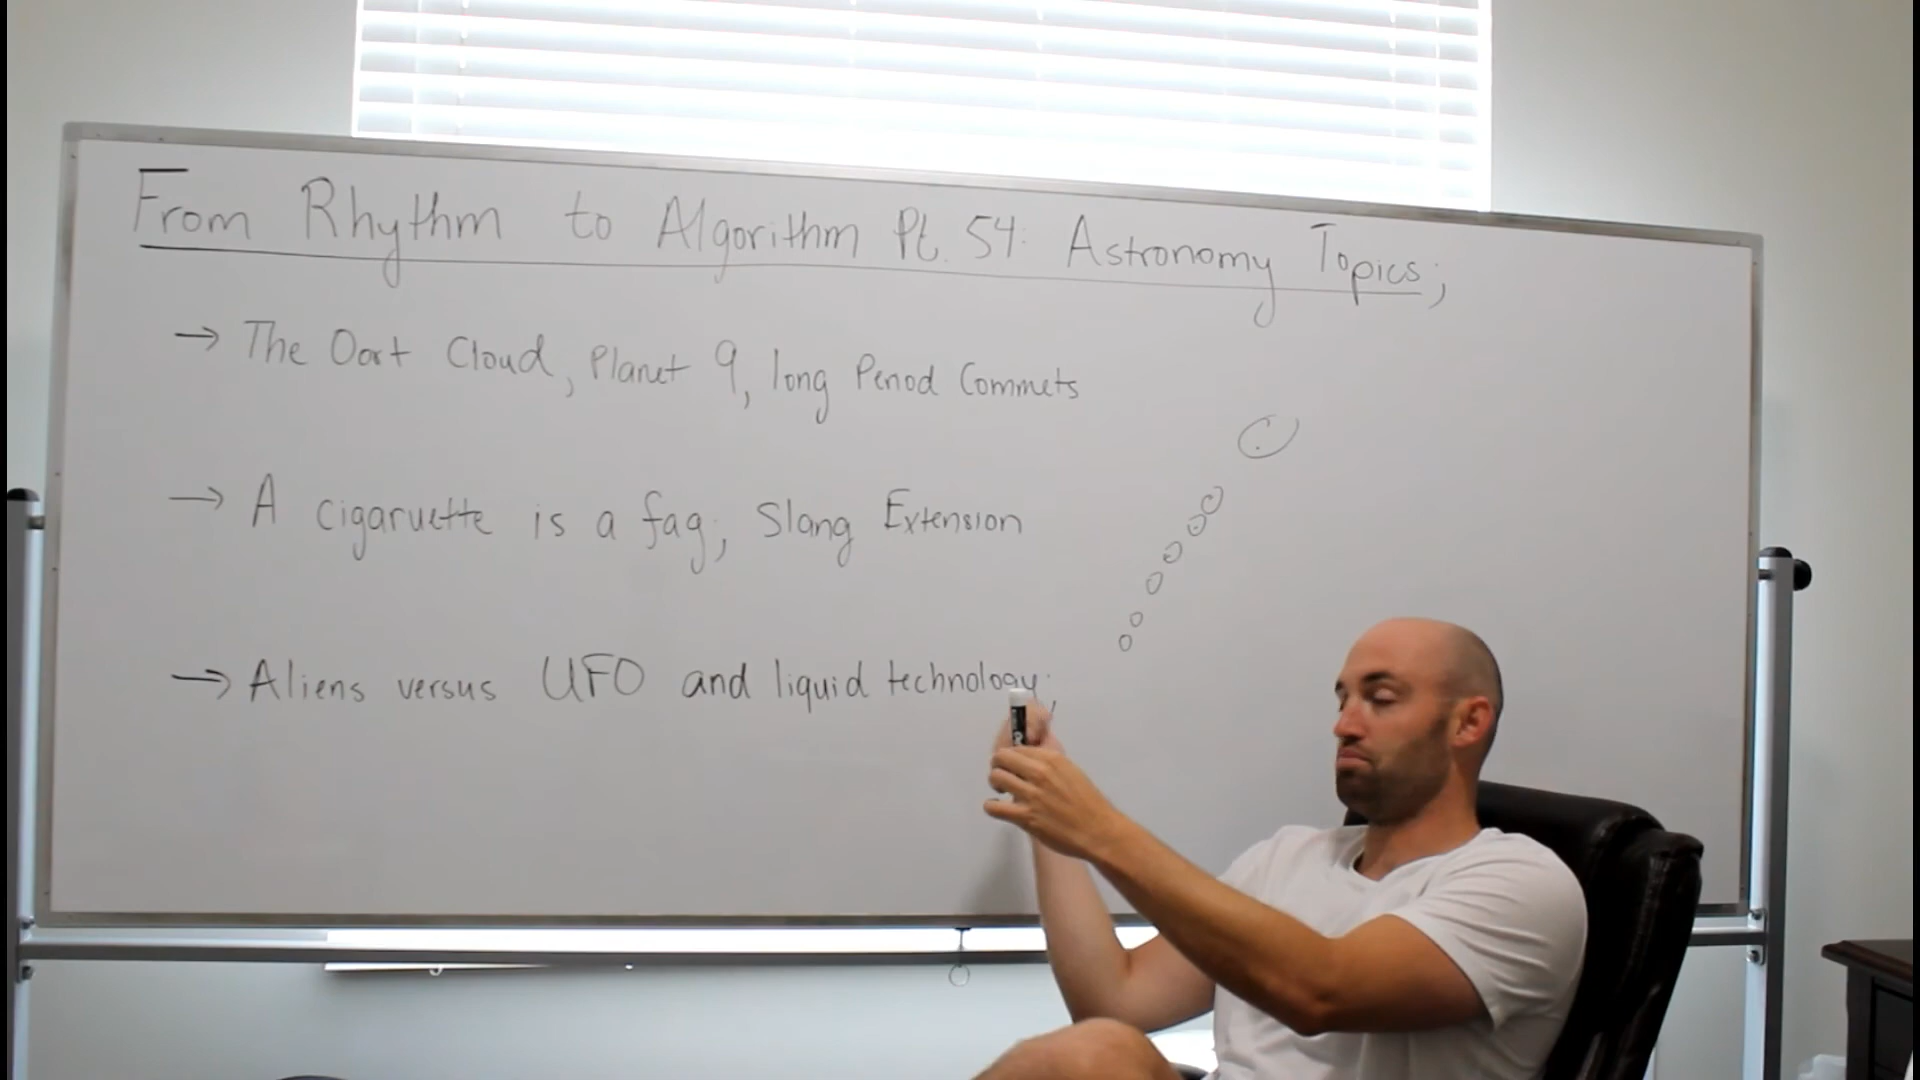 From Rhythm to Algorithm Pt. 54: Astronomy Topics;
→ The Oort Cloud, Planet 9, long Period Commets
→ A cigaruette is a fag; Slang Extension
→ Aliens versus UFO and liquid technology;